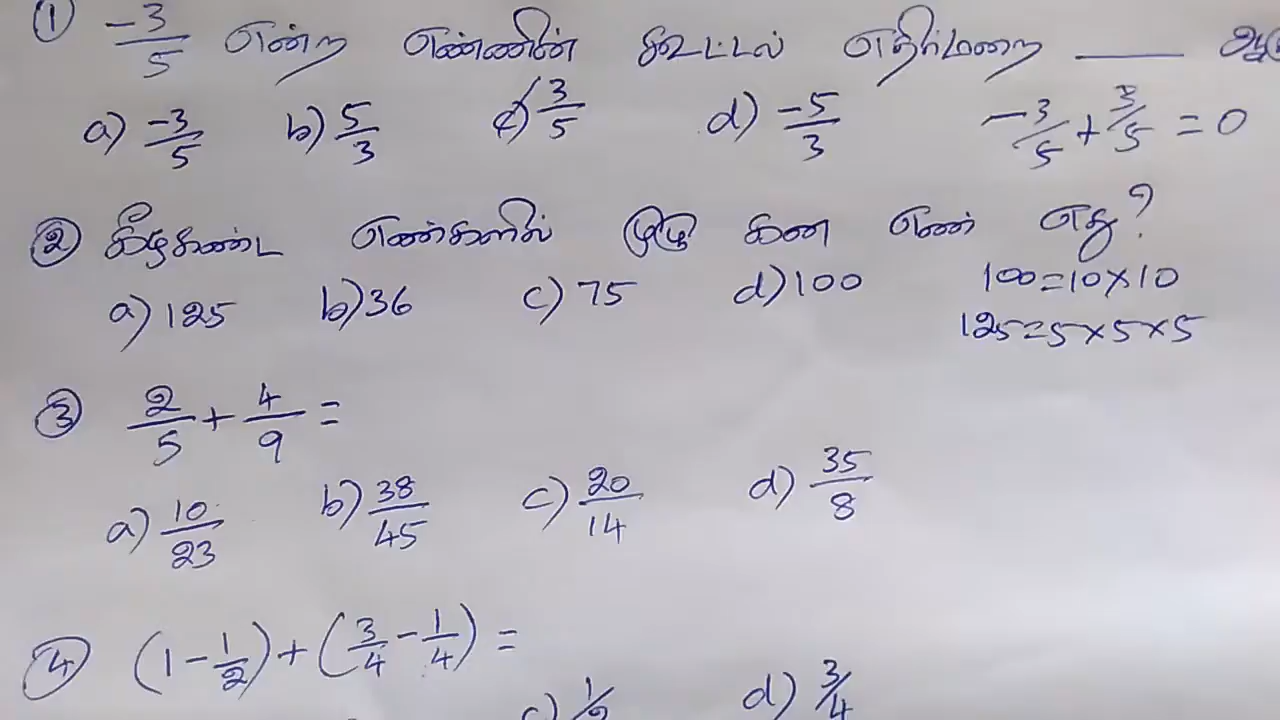 ① -3/5 என்ற எண்ணின் கூட்டல் எதிர்மறை ____
a) -3/5 b) 5/3 c) 3/5 d) -5/3 -3/5 + 3/5 = 0
② கீழ்கண்ட எண்களில் முழு கன எண் எது?
a) 125 b) 36 c) 75 d) 100 100 = 10 × 10
125 = 5 × 5 × 5
③ 2/5 + 4/9 =
a) 10/23 b) 38/45 c) 20/14 d) 35/8
④ (1 - 1/2) + (3/4 - 1/4) =
d) 3/4